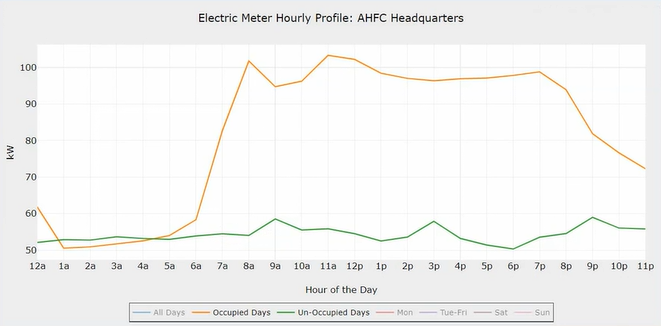 Electric Meter Hourly Profile: AHFC Headquarters
kW
100
90
80
70
60
50
12a 1a 2a 3a 4a 5a 6a 7a 8a 9a 10a 11a 12p 1p 2p 3p 4p 5p 6p 7p 8p 9p 10p 11p
Hour of the Day
All Days Occupied Days Un-Occupied Days Mon Tue-Fri Sat Sun